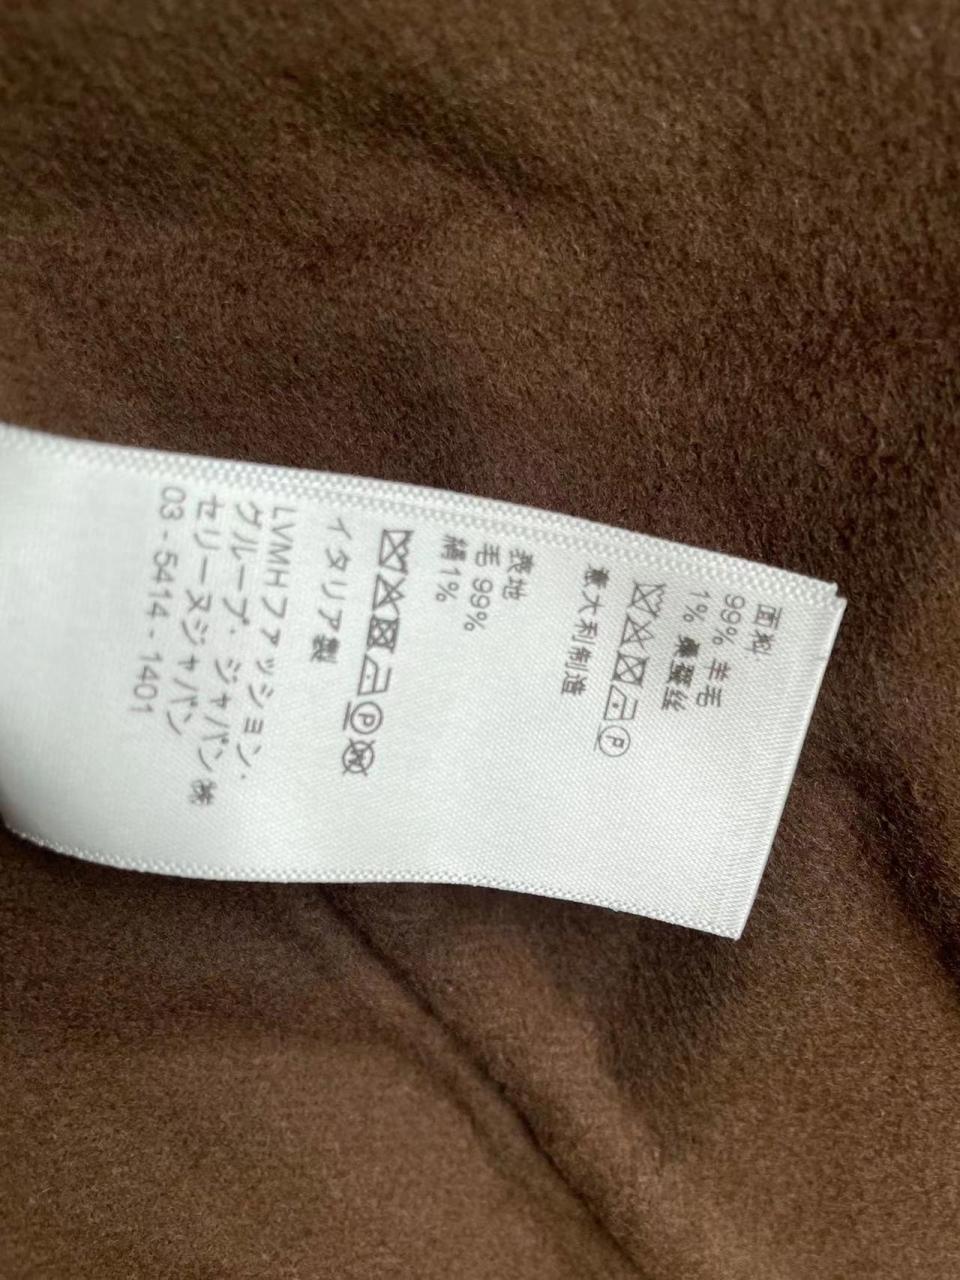 面料:
99% 羊毛
1% 桑蚕丝
意大利制造
表地
毛 99%
絹 1%
イタリア製
LVMHファッション・
グループ・ジャパン㈱
セリーヌジャパン
03 - 5414 - 1401